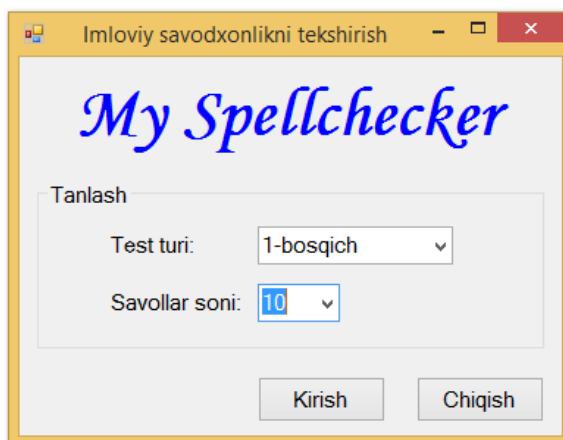 Imloviy savodxonlikni tekshirish
My Spellchecker
Tanlash
Test turi: 1-bosqich
Savollar soni: 10
Kirish Chiqish